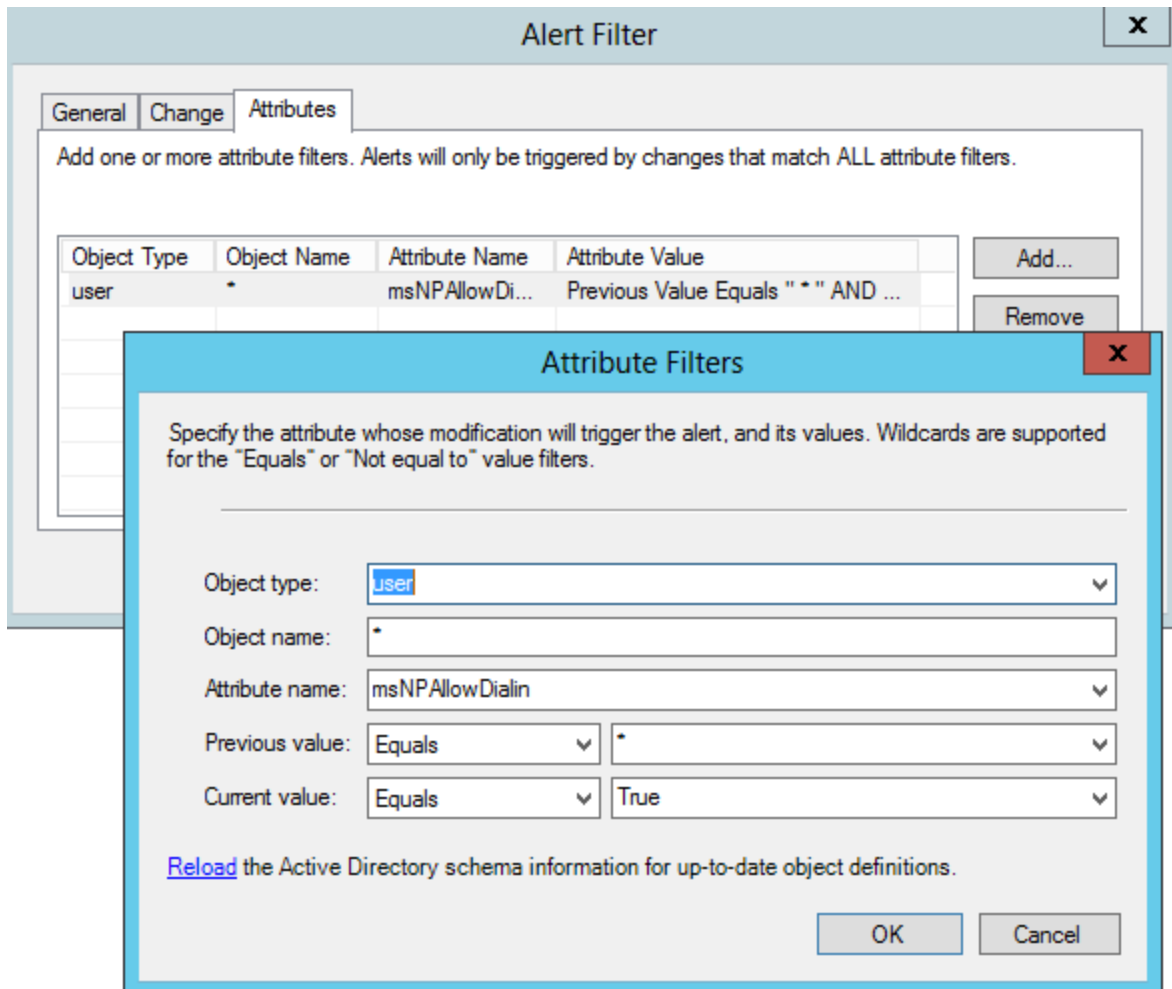 Alert Filter
x
General Change Attributes
Add one or more attribute filters. Alerts will only be triggered by changes that match ALL attribute filters.
Object Type Object Name Attribute Name Attribute Value Add...
user * msNPAllowDi... Previous Value Equals " * " AND ...
Remove
Attribute Filters
x
Specify the attribute whose modification will trigger the alert, and its values. Wildcards are supported
for the "Equals" or "Not equal to" value filters.
Object type: user
Object name: *
Attribute name: msNPAllowDialin
Previous value: Equals *
Current value: Equals True
Reload the Active Directory schema information for up-to-date object definitions.
OK Cancel